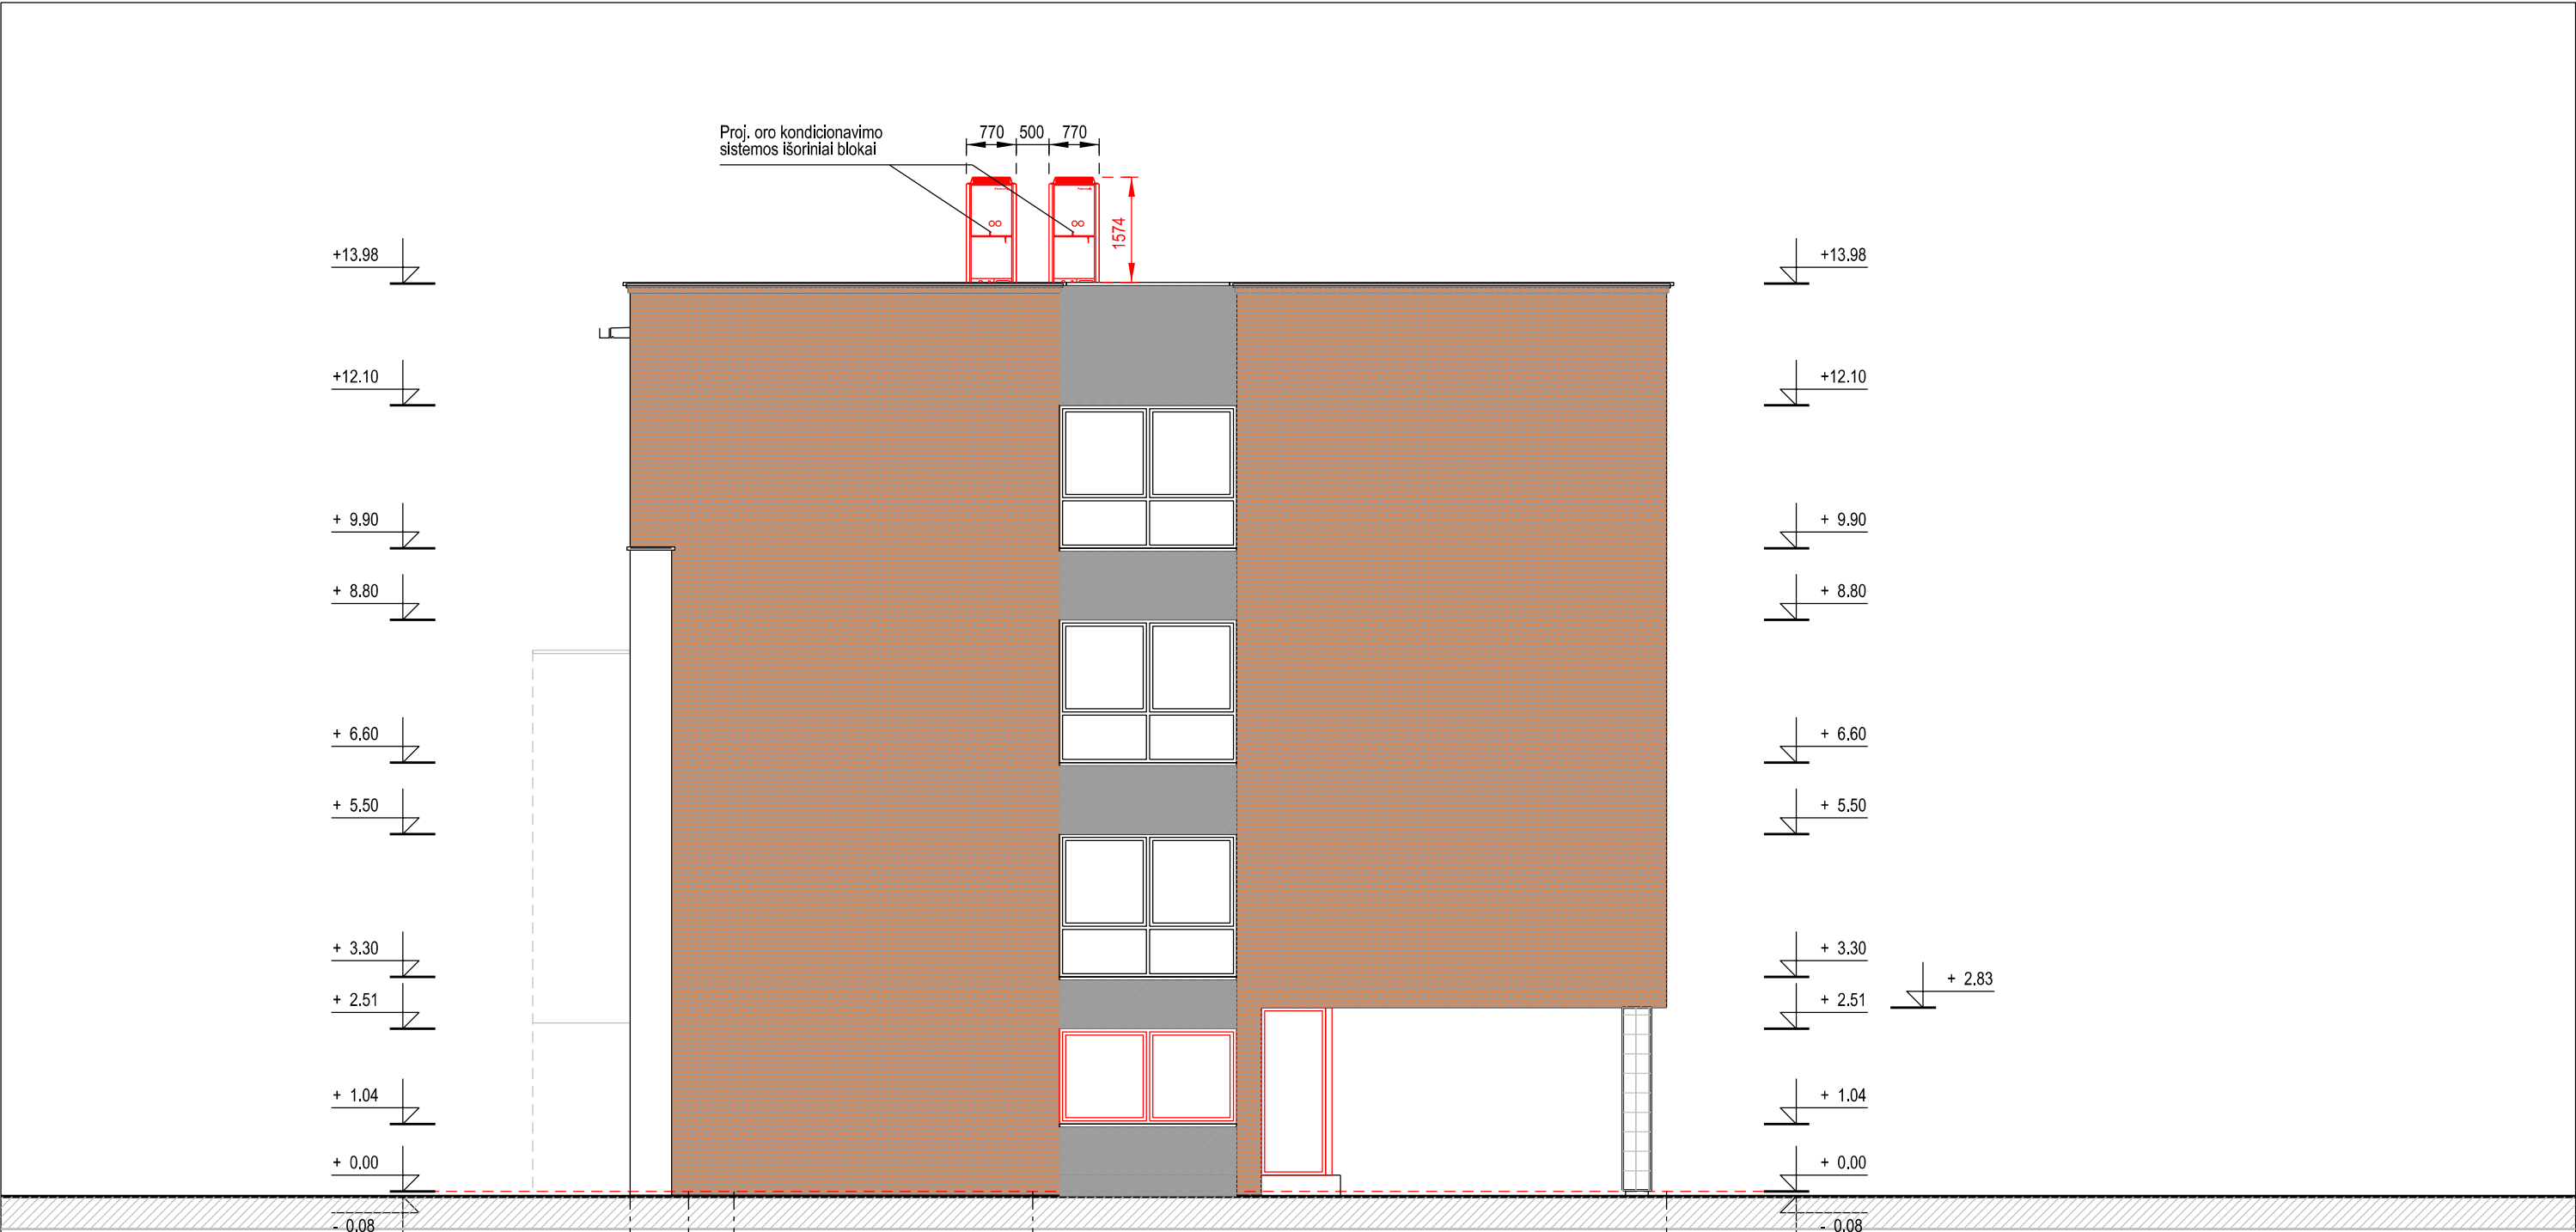 Proj. oro kondicionavimo
sistemos išoriniai blokai
770 500 770
1574
+13.98 +13.98
+12.10 +12.10
+ 9.90 + 9.90
+ 8.80 + 8.80
+ 6.60 + 6.60
+ 5.50 + 5.50
+ 3.30 + 3.30
+ 2.83
+ 2.51 + 2.51
+ 1.04 + 1.04
+ 0.00 + 0.00
- 0.08 - 0.08